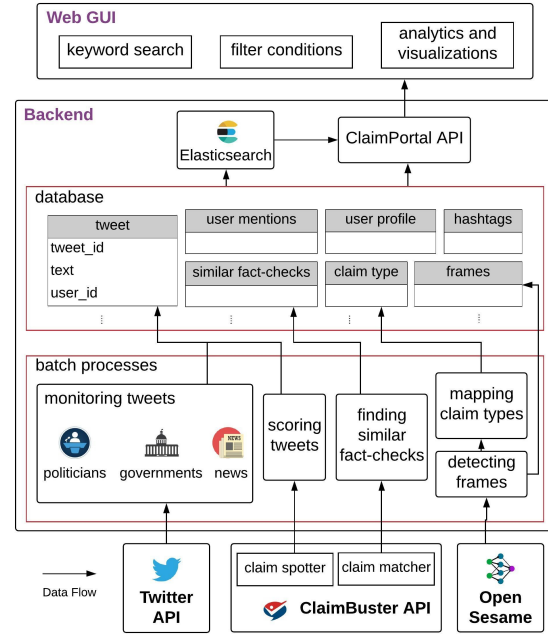 Web GUI
keyword search
filter conditions
analytics and
visualizations
Backend
Elasticsearch
ClaimPortal API
database
tweet
tweet_id
text
user_id
user mentions
user profile
hashtags
similar fact-checks
claim type
frames
batch processes
monitoring tweets
politicians
governments
NEWS
news
scoring
tweets
finding
similar
fact-checks
mapping
claim types
detecting
frames
Data Flow
Twitter
API
claim spotter
claim matcher
ClaimBuster API
Open
Sesame